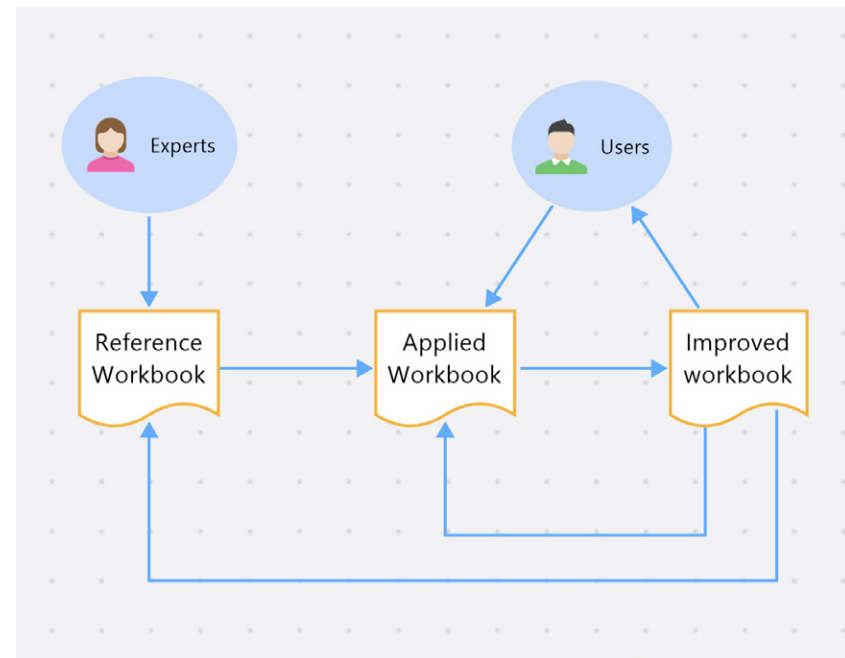 Experts
Users
Reference
Workbook
Applied
Workbook
Improved
workbook